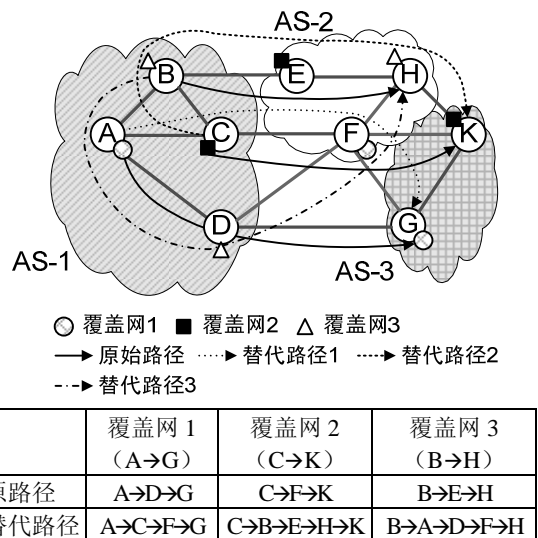 AS-2
B
E
H
A
C
F
K
D
G
AS-1
AS-3
覆盖网1 覆盖网2 覆盖网3
原始路径 替代路径1 替代路径2
替代路径3
覆盖网 1 覆盖网 2 覆盖网 3
(A→G) (C→K) (B→H)
原路径 A→D→G C→F→K B→E→H
替代路径 A→C→F→G C→B→E→H→K B→A→D→F→H